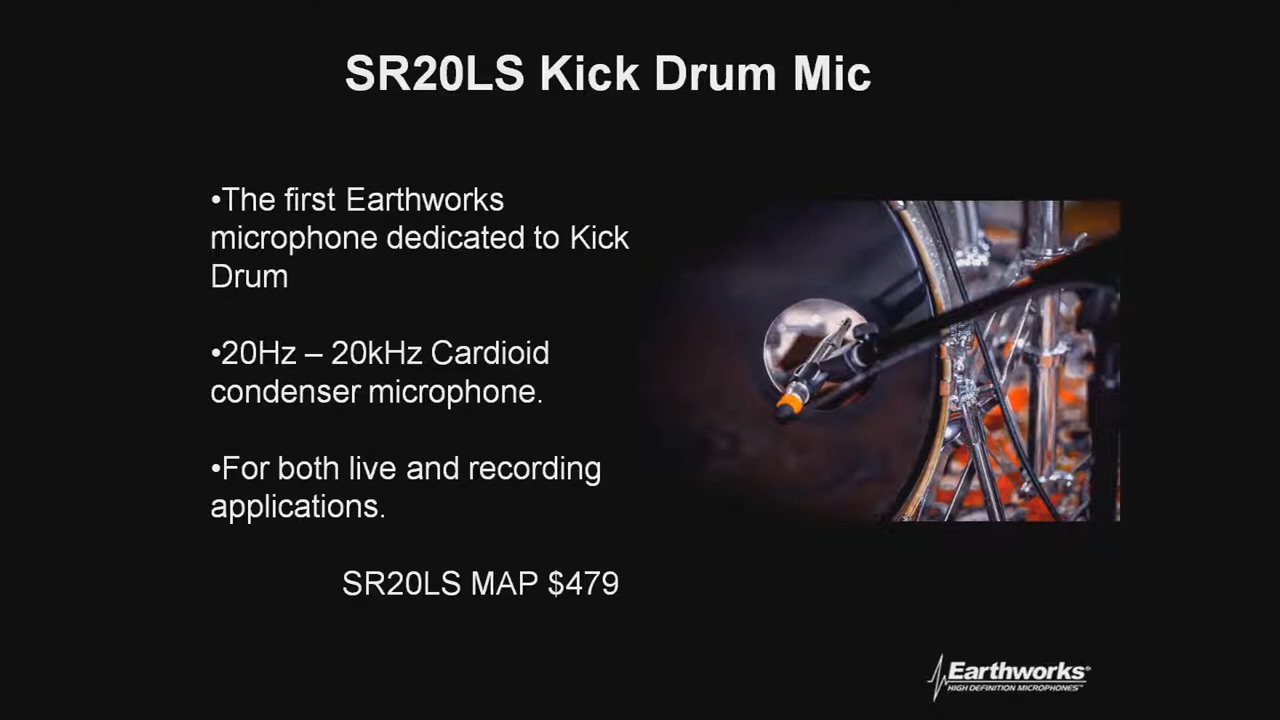 SR20LS Kick Drum Mic
•The first Earthworks
microphone dedicated to Kick
Drum
•20Hz – 20kHz Cardioid
condenser microphone.
•For both live and recording
applications.
SR20LS MAP $479
Earthworks®
HIGH DEFINITION MICROPHONES™